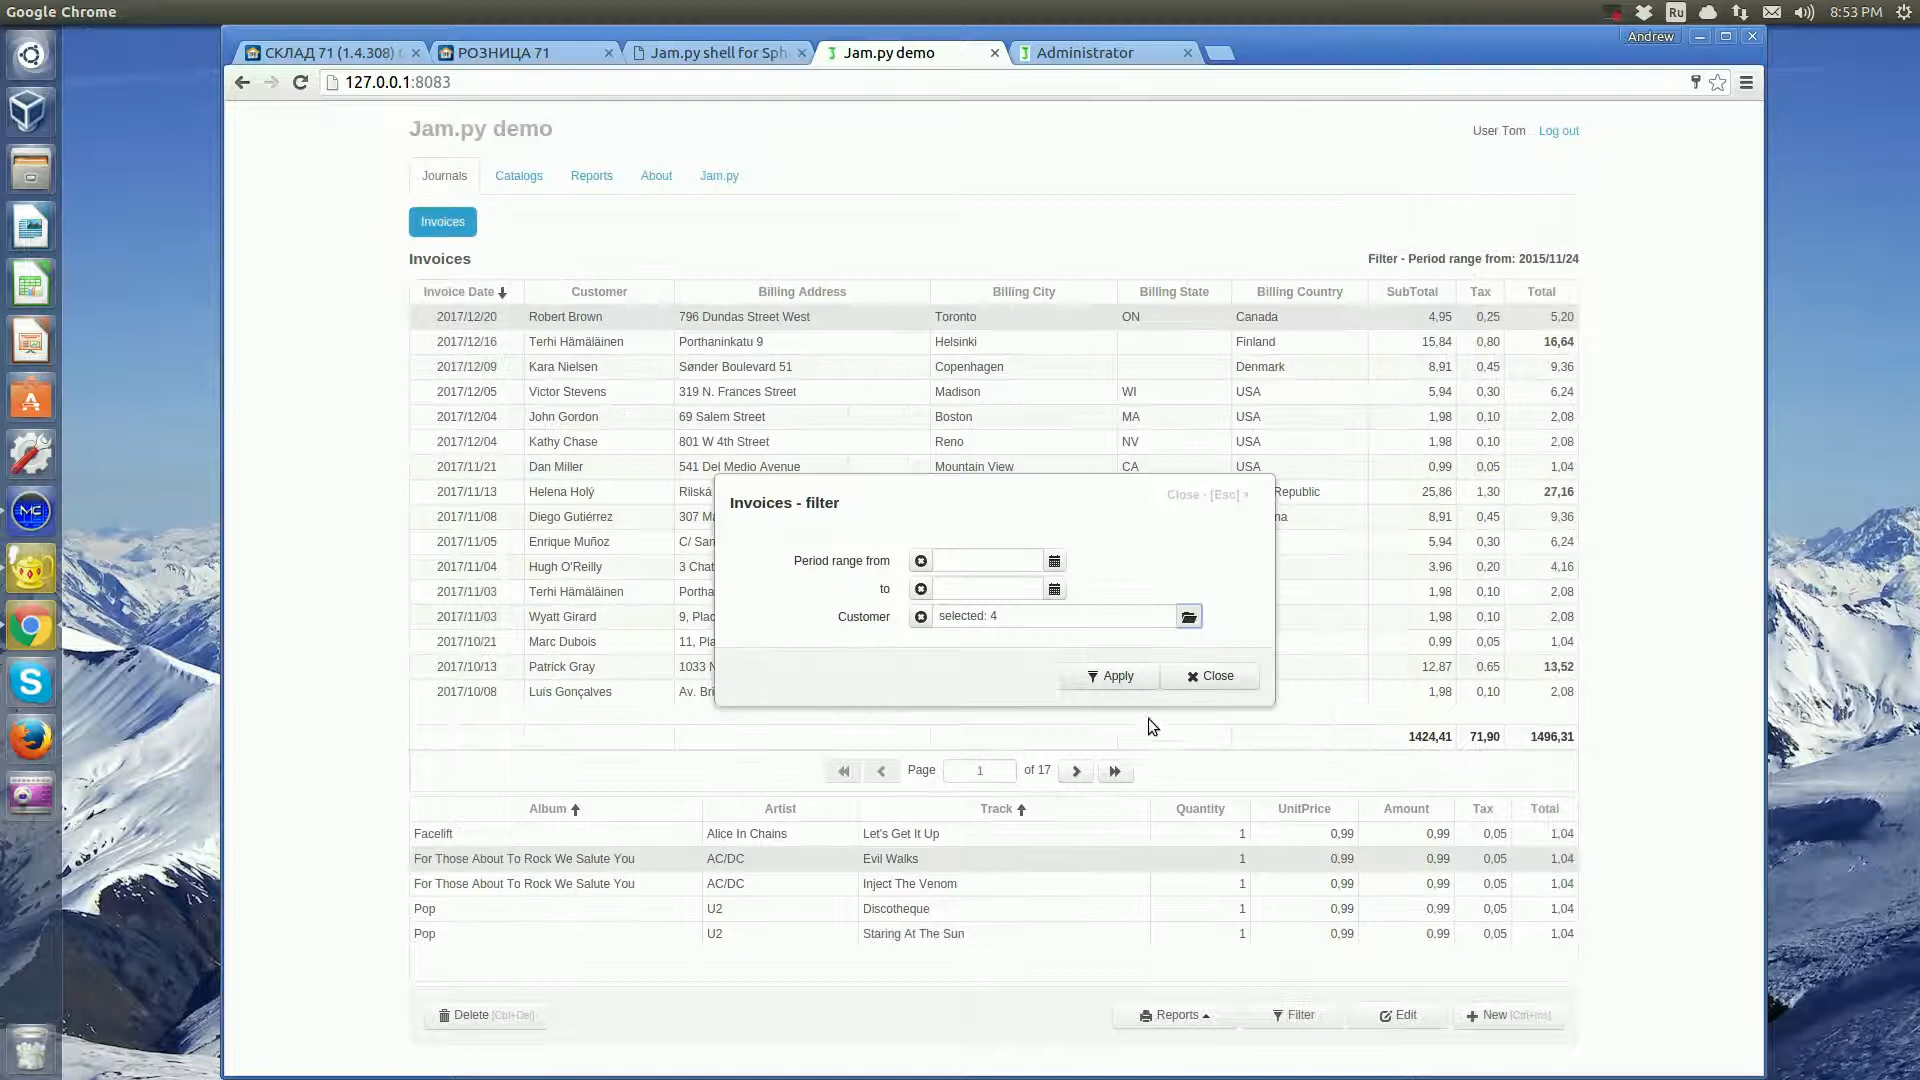 Google Chrome
Ru
8:53 PM
Andrew
СКЛАД 71 (1.4.308)
РОЗНИЦА 71
Jam.py shell for Sph
Jam.py demo
Administrator
127.0.0.1:8083
Jam.py demo
User Tom Log out
Journals Catalogs Reports About Jam.py
Invoices
Invoices
Filter - Period range from: 2015/11/24
Invoice Date Customer Billing Address Billing City Billing State Billing Country SubTotal Tax Total
2017/12/20 Robert Brown 796 Dundas Street West Toronto ON Canada 4,95 0,25 5,20
2017/12/16 Terhi Hämäläinen Porthaninkatu 9 Helsinki Finland 15,84 0,80 16,64
2017/12/09 Kara Nielsen Sønder Boulevard 51 Copenhagen Denmark 8,91 0,45 9,36
2017/12/05 Victor Stevens 319 N. Frances Street Madison WI USA 5,94 0,30 6,24
2017/12/04 John Gordon 69 Salem Street Boston MA USA 1,98 0,10 2,08
2017/12/04 Kathy Chase 801 W 4th Street Reno NV USA 1,98 0,10 2,08
2017/11/21 Dan Miller 541 Del Medio Avenue Mountain View CA USA 0,99 0,05 1,04
2017/11/13 Helena Holý Rilská Republic 25,86 1,30 27,16
2017/11/08 Diego Gutiérrez 307 Ma na 8,91 0,45 9,36
2017/11/05 Enrique Muñoz C/ San 5,94 0,30 6,24
2017/11/04 Hugh O'Reilly 3 Chat 3,96 0,20 4,16
2017/11/03 Terhi Hämäläinen Portha 1,98 0,10 2,08
2017/11/03 Wyatt Girard 9, Plac 1,98 0,10 2,08
2017/10/21 Marc Dubois 11, Pla 0,99 0,05 1,04
2017/10/13 Patrick Gray 1033 N 12,87 0,65 13,52
2017/10/08 Luís Gonçalves Av. Bri 1,98 0,10 2,08
Invoices - filter
Close - [Esc] ×
Period range from
to
Customer selected: 4
Apply Close
1424,41 71,90 1496,31
Page 1 of 17
Album Artist Track Quantity UnitPrice Amount Tax Total
Facelift Alice In Chains Let's Get It Up 1 0,99 0,99 0,05 1,04
For Those About To Rock We Salute You AC/DC Evil Walks 1 0,99 0,99 0,05 1,04
For Those About To Rock We Salute You AC/DC Inject The Venom 1 0,99 0,99 0,05 1,04
Pop U2 Discotheque 1 0,99 0,99 0,05 1,04
Pop U2 Staring At The Sun 1 0,99 0,99 0,05 1,04
Delete [Ctrl+Del] Reports Filter Edit New [Ctrl+Ins]